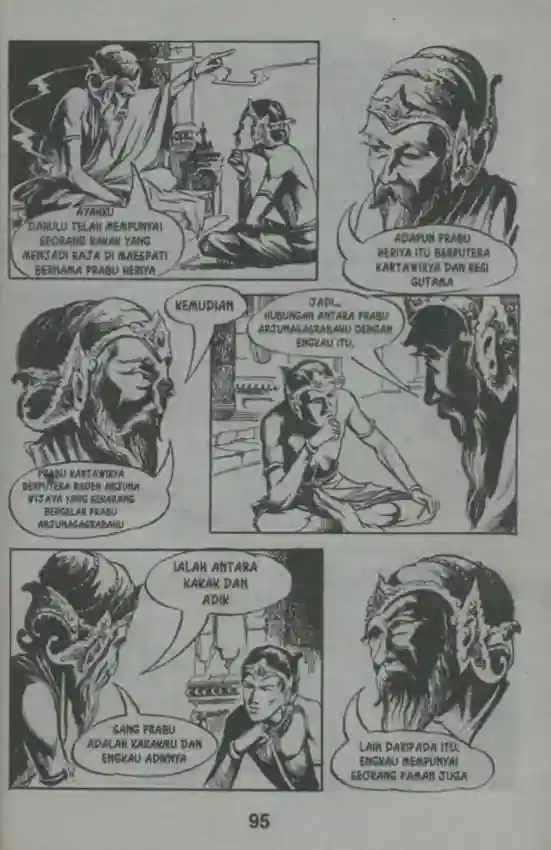 AYAHKU
DAHULU TELAH MEMPUNYAI
SEORANG KAKAK YANG
MENJADI RAJA DI MAESPATI
BERNAMA PRABU HERIYA
ADAPUN PRABU
HERIYA ITU BERPUTERA
KARTAWIRYA DAN RESI
GUTAMA
KEMUDIAN
PRABU KARTAWIRYA
BERPUTERA RADEN ARJUNA
WIJAYA YANG SEKARANG
BERGELAR PRABU
ARJUNASASRABAHU
JADI...
HUBUNGAN ANTARA PRABU
ARJUNASASRABAHU DENGAN
ENGKAU ITU,
IALAH ANTARA
KAKAK DAN
ADIK
SANG PRABU
ADALAH KAKAKMU DAN
ENGKAU ADIKNYA
LAIN DARIPADA ITU,
ENGKAU MEMPUNYAI
SEORANG PAMAN JUGA
95